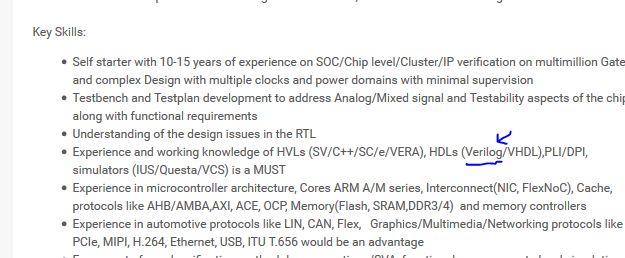 Key Skills:
Self starter with 10-15 years of experience on SOC/Chip level/Cluster/IP verification on multimillion Gate
and complex Design with multiple clocks and power domains with minimal supervision
Testbench and Testplan development to address Analog/Mixed signal and Testability aspects of the chip
along with functional requirements
Understanding of the design issues in the RTL
Experience and working knowledge of HVLs (SV/C++/SC/e/VERA), HDLs (Verilog/VHDL),PLI/DPI,
simulators (IUS/Questa/VCS) is a MUST
Experience in microcontroller architecture, Cores ARM A/M series, Interconnect(NIC, FlexNoC), Cache,
protocols like AHB/AMBA,AXI, ACE, OCP, Memory(Flash, SRAM,DDR3/4) and memory controllers
Experience in automotive protocols like LIN, CAN, Flex, Graphics/Multimedia/Networking protocols like
PCIe, MIPI, H.264, Ethernet, USB, ITU T.656 would be an advantage